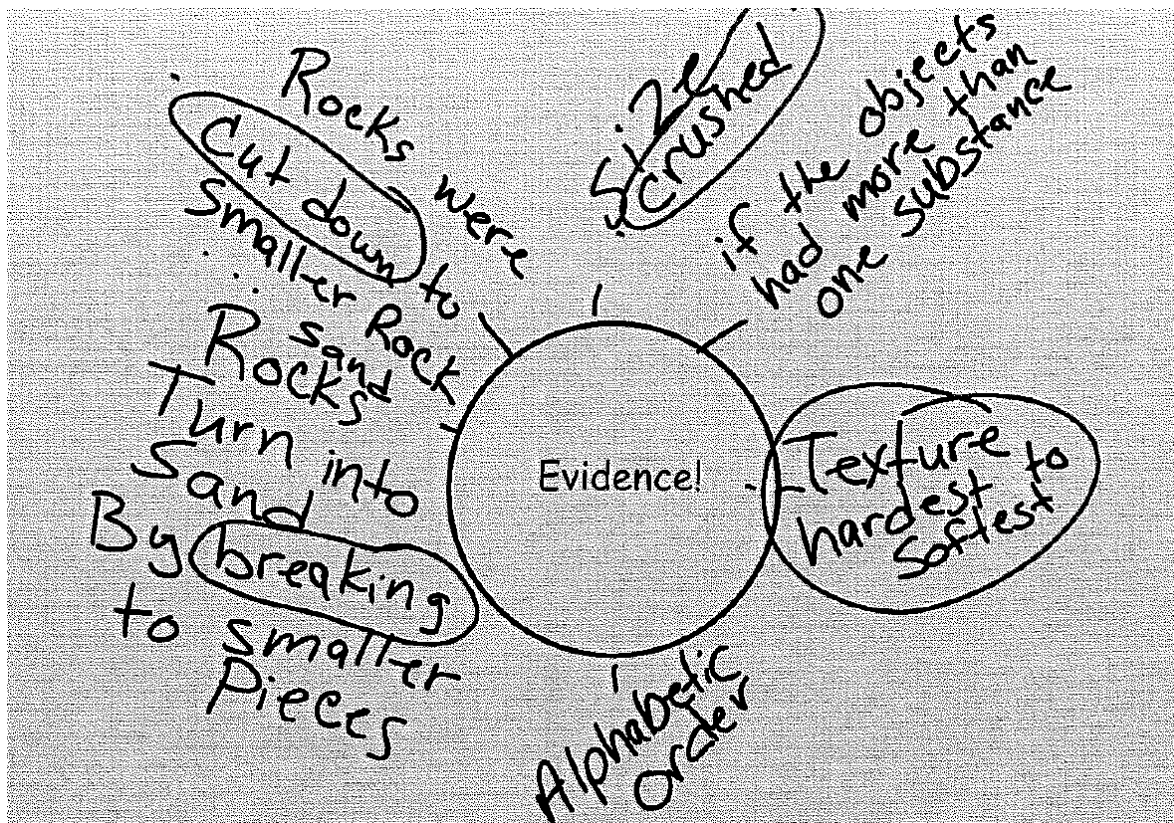 Rocks were
Cut down to
smaller Rock
sand
Rocks
Turn into
Sand
By breaking
to smaller
Pieces
Size
crushed
if the objects
had more than
one substance
Evidence!
Texture
hardest to
softest
Alphabetic
order